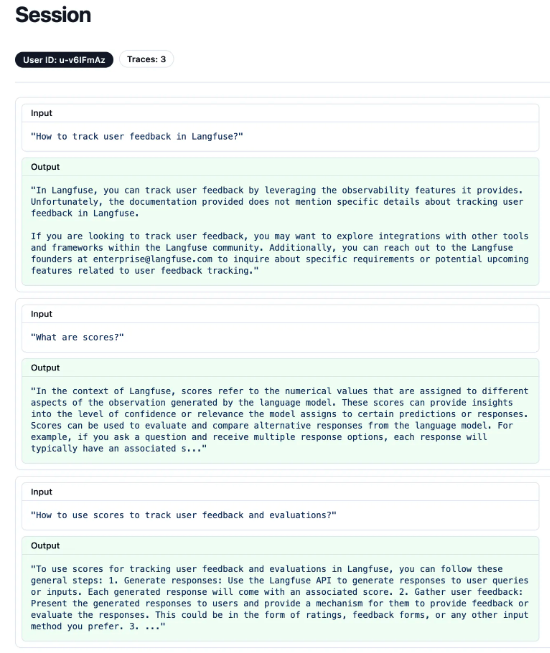 Session
User ID: u-v6IFmAz Traces: 3
Input
"How to track user feedback in Langfuse?"
Output
"In Langfuse, you can track user feedback by leveraging the observability features it provides.
Unfortunately, the documentation provided does not mention specific details about tracking user
feedback in Langfuse.
If you are looking to track user feedback, you may want to explore integrations with other tools
and frameworks within the Langfuse community. Additionally, you can reach out to the Langfuse
founders at enterprise@langfuse.com to inquire about specific requirements or potential upcoming
features related to user feedback tracking."
Input
"What are scores?"
Output
"In the context of Langfuse, scores refer to the numerical values that are assigned to different
aspects of the observation generated by the language model. These scores can provide insights
into the level of confidence or relevance the model assigns to certain predictions or responses.
Scores can be used to evaluate and compare alternative responses from the language model. For
example, if you ask a question and receive multiple response options, each response will
typically have an associated s..."
Input
"How to use scores to track user feedback and evaluations?"
Output
"To use scores for tracking user feedback and evaluations in Langfuse, you can follow these
general steps: 1. Generate responses: Use the Langfuse API to generate responses to user queries
or inputs. Each generated response will come with an associated score. 2. Gather user feedback:
Present the generated responses to users and provide a mechanism for them to provide feedback or
evaluate the responses. This could be in the form of ratings, feedback forms, or any other input
method you prefer. 3. ..."